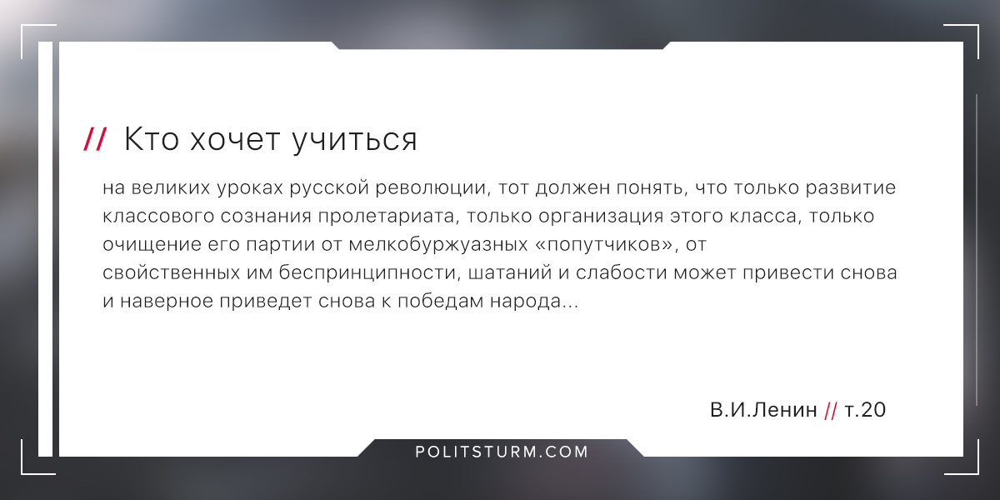 // Кто хочет учиться
на великих уроках русской революции, тот должен понять, что только развитие
классового сознания пролетариата, только организация этого класса, только
очищение его партии от мелкобуржуазных «попутчиков», от
свойственных им беспринципности, шатаний и слабости может привести снова
и наверное приведет снова к победам народа...
В.И.Ленин // т.20
POLITSTURM.COM